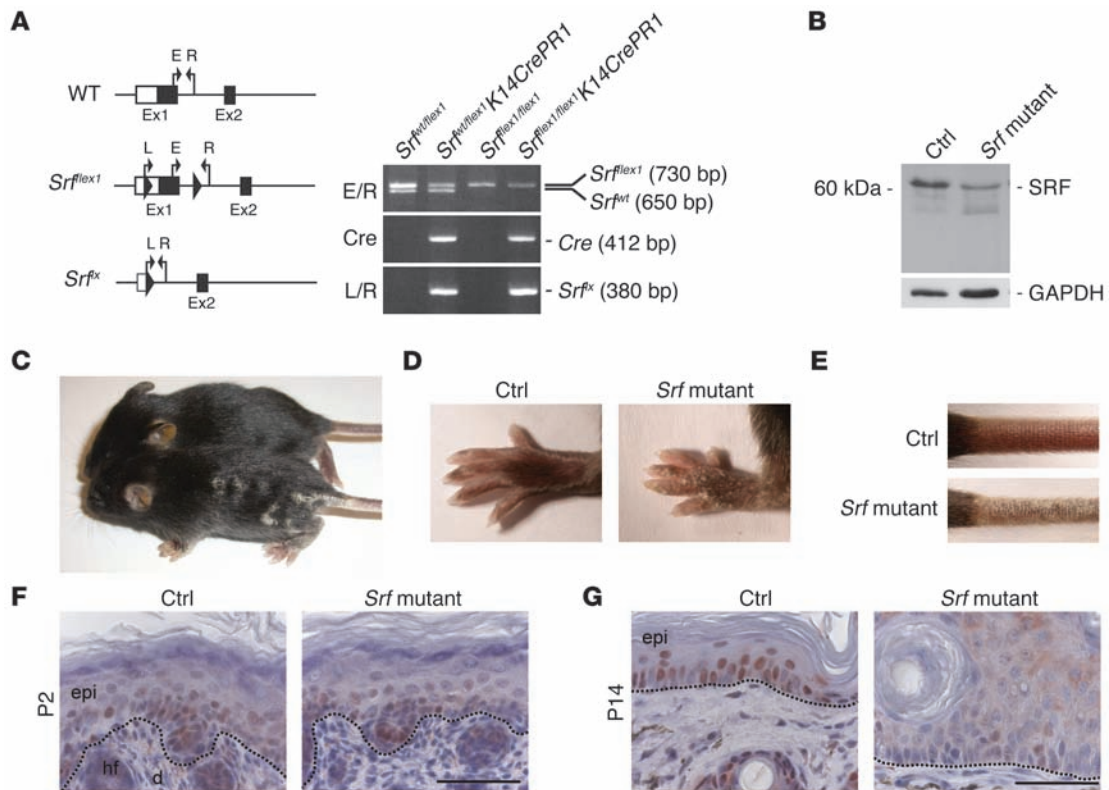 A
WT
E R
Ex1 Ex2
Srf^flex1
L E R
Ex1 Ex2
Srf^lx
L R
Ex2
Srf^wt/flex1
Srf^wt/flex1 K14CrePR1
Srf^flex1/flex1
Srf^flex1/flex1 K14CrePR1
E/R
Srf^flex1 (730 bp)
Srf^wt (650 bp)
Cre
- Cre (412 bp)
L/R
- Srf^lx (380 bp)
B
Ctrl
Srf mutant
60 kDa -
- SRF
- GAPDH
C
D
Ctrl
Srf mutant
E
Ctrl
Srf mutant
F
Ctrl
Srf mutant
P2
epi
hf
d
G
Ctrl
Srf mutant
P14
epi